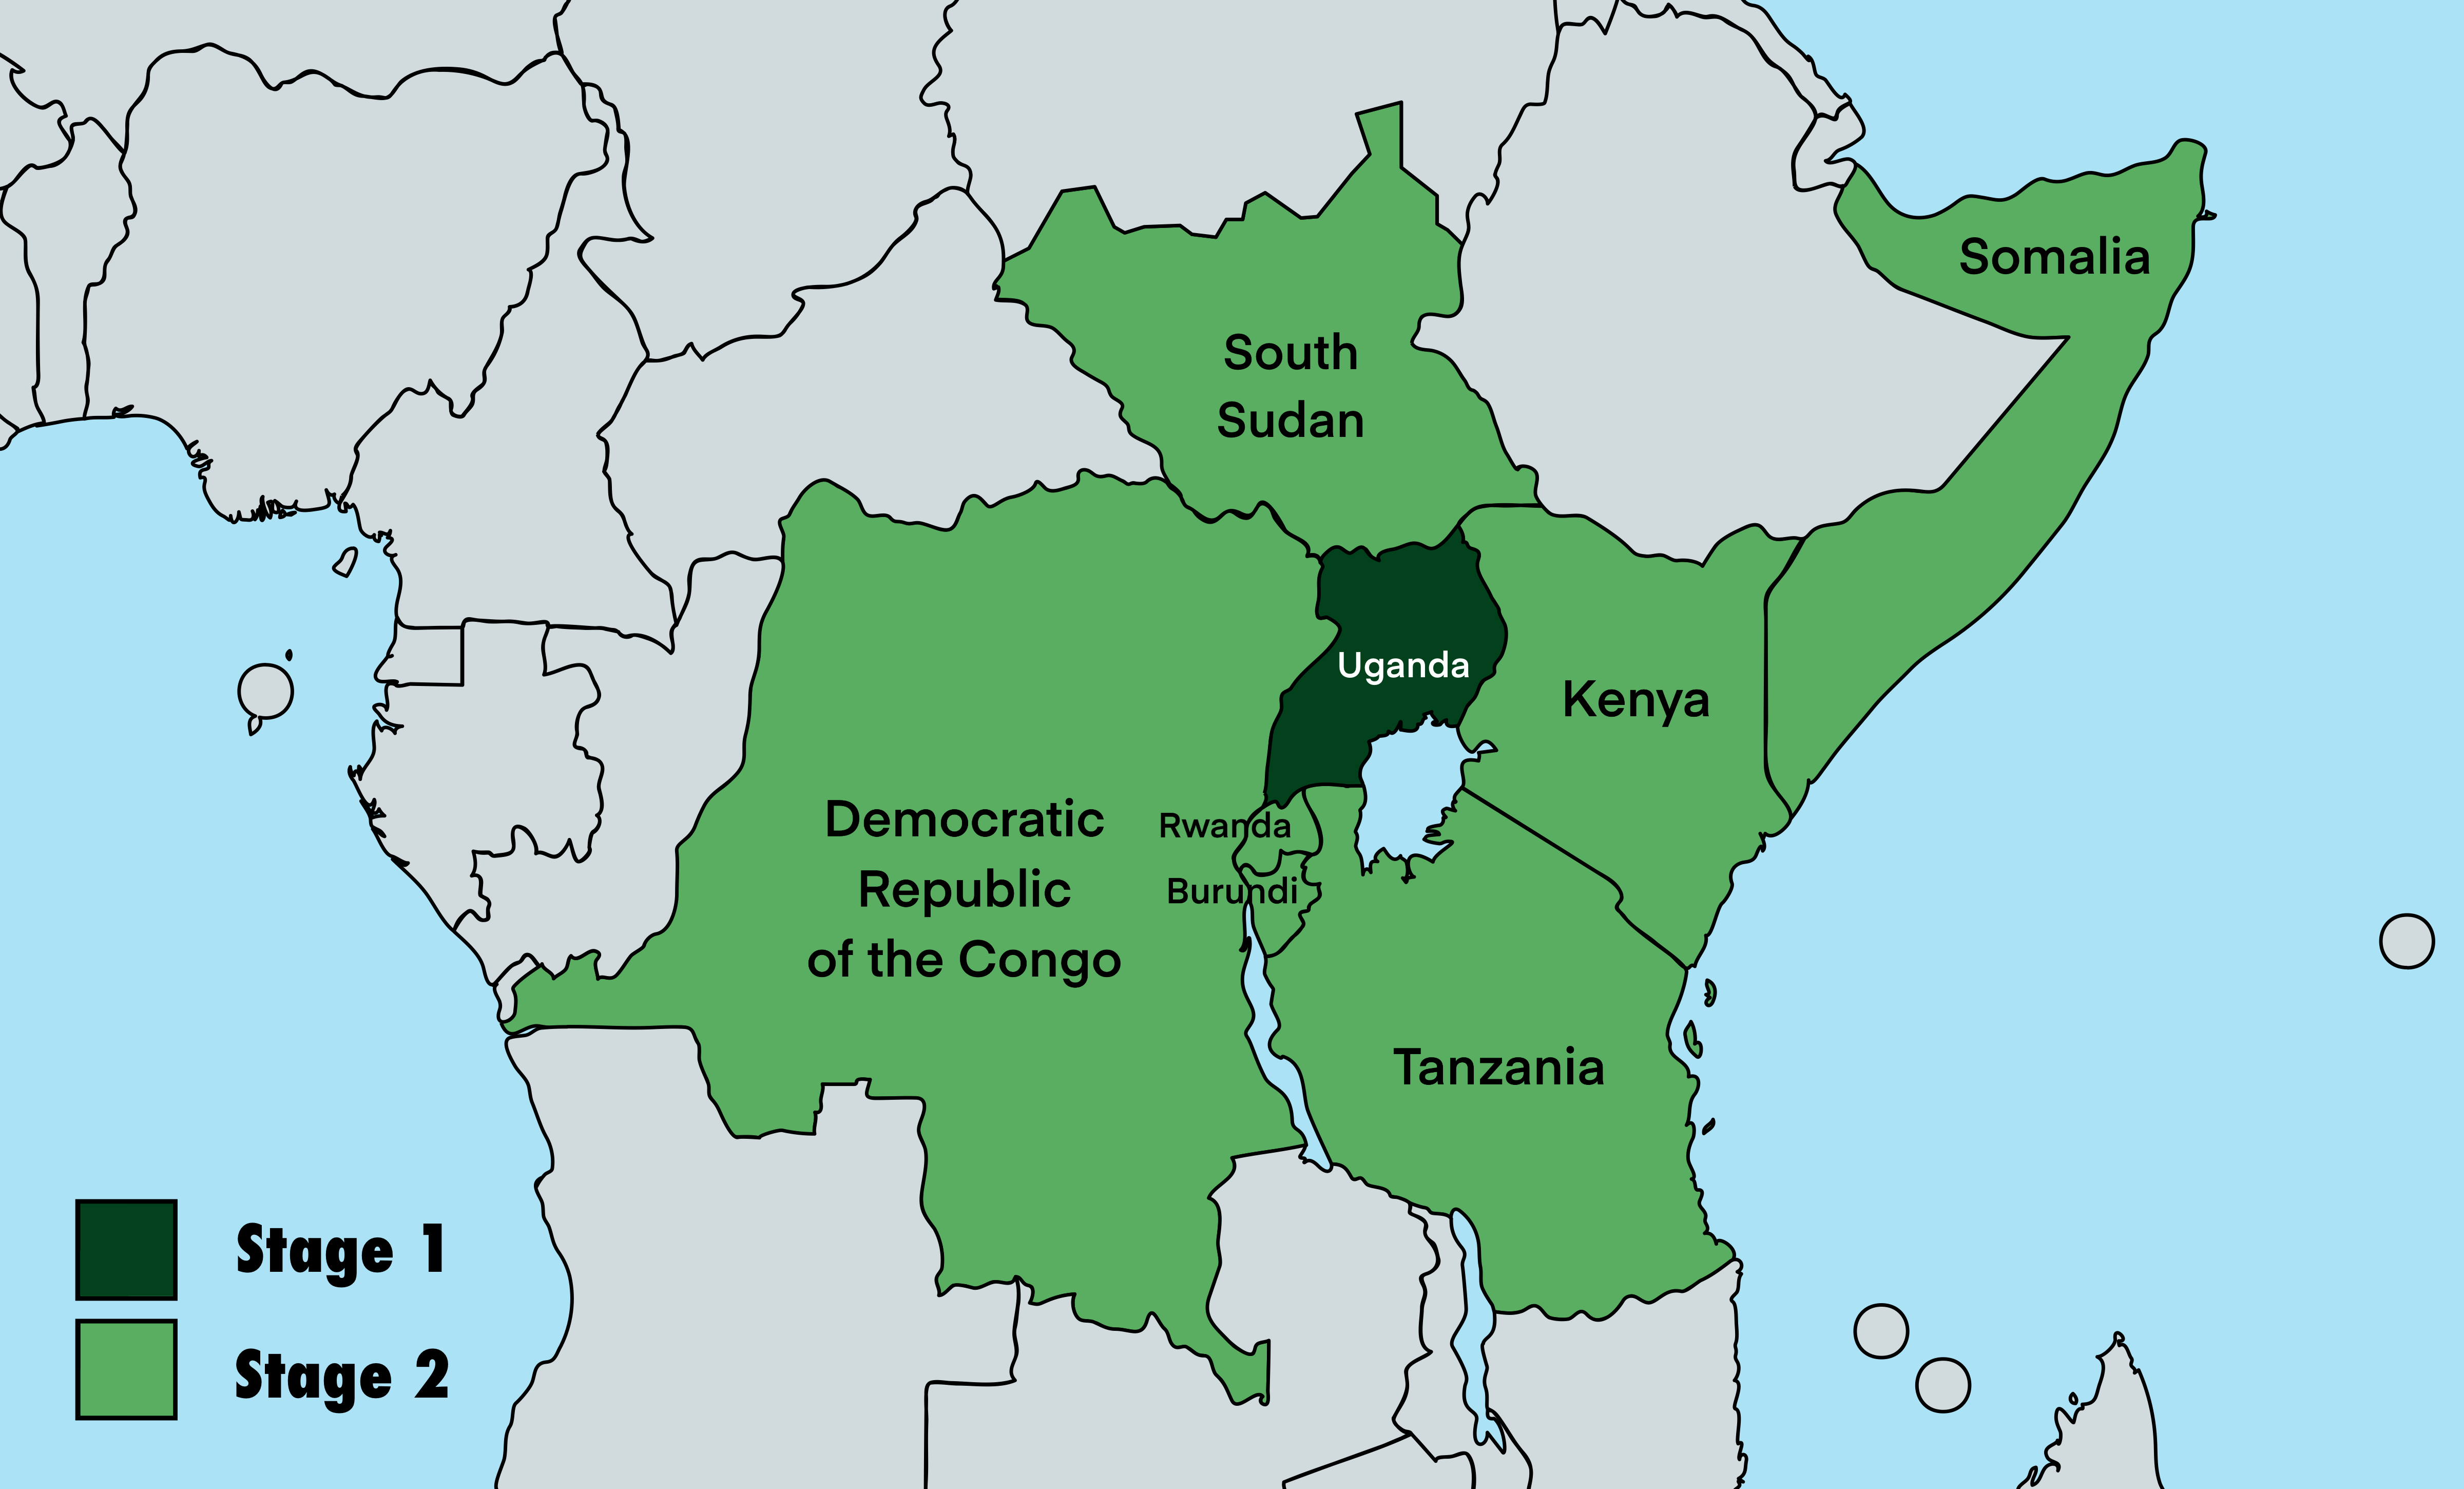 Somalia
South
Sudan
Uganda
Kenya
Democratic
Republic
of the Congo
Rwanda
Burundi
Tanzania
Stage 1
Stage 2